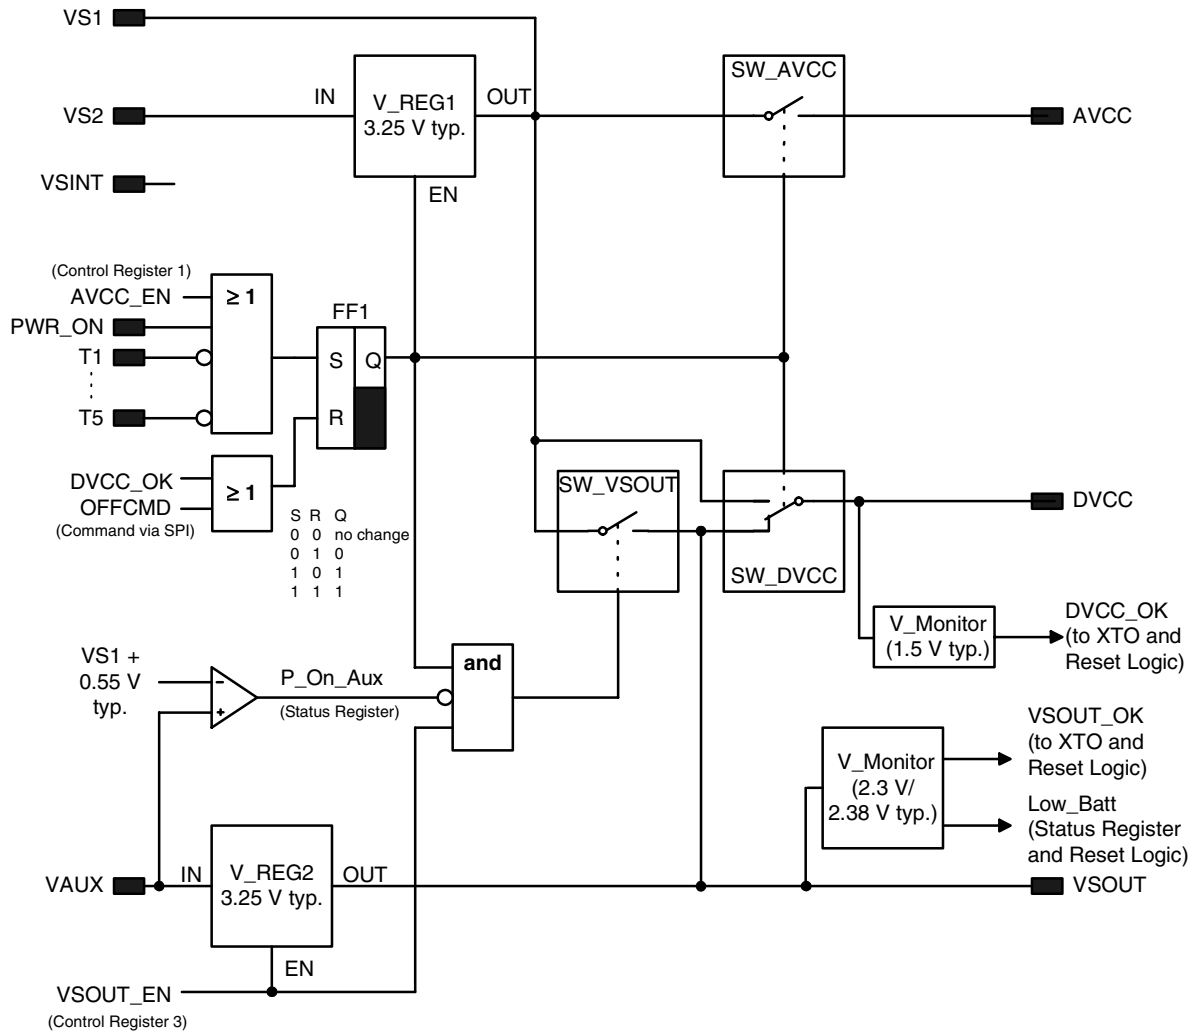 VS1
SW_AVCC
IN
V_REG1
3.25 V typ.
OUT
VS2
AVCC
VSINT
EN
(Control Register 1)
AVCC_EN
≥ 1
PWR_ON
FF1
T1
S
Q
T5
R
DVCC_OK
≥ 1
OFFCMD
(Command via SPI)
S R Q
0 0 no change
0 1 0
1 0 1
1 1 1
SW_VSOUT
DVCC
SW_DVCC
V_Monitor
(1.5 V typ.)
DVCC_OK
(to XTO and
Reset Logic)
VS1 +
0.55 V
typ.
-
+
P_On_Aux
(Status Register)
and
VSOUT_OK
(to XTO and
Reset Logic)
V_Monitor
(2.3 V/
2.38 V typ.)
Low_Batt
(Status Register
and Reset Logic)
VAUX
IN
V_REG2
3.25 V typ.
OUT
VSOUT
EN
VSOUT_EN
(Control Register 3)